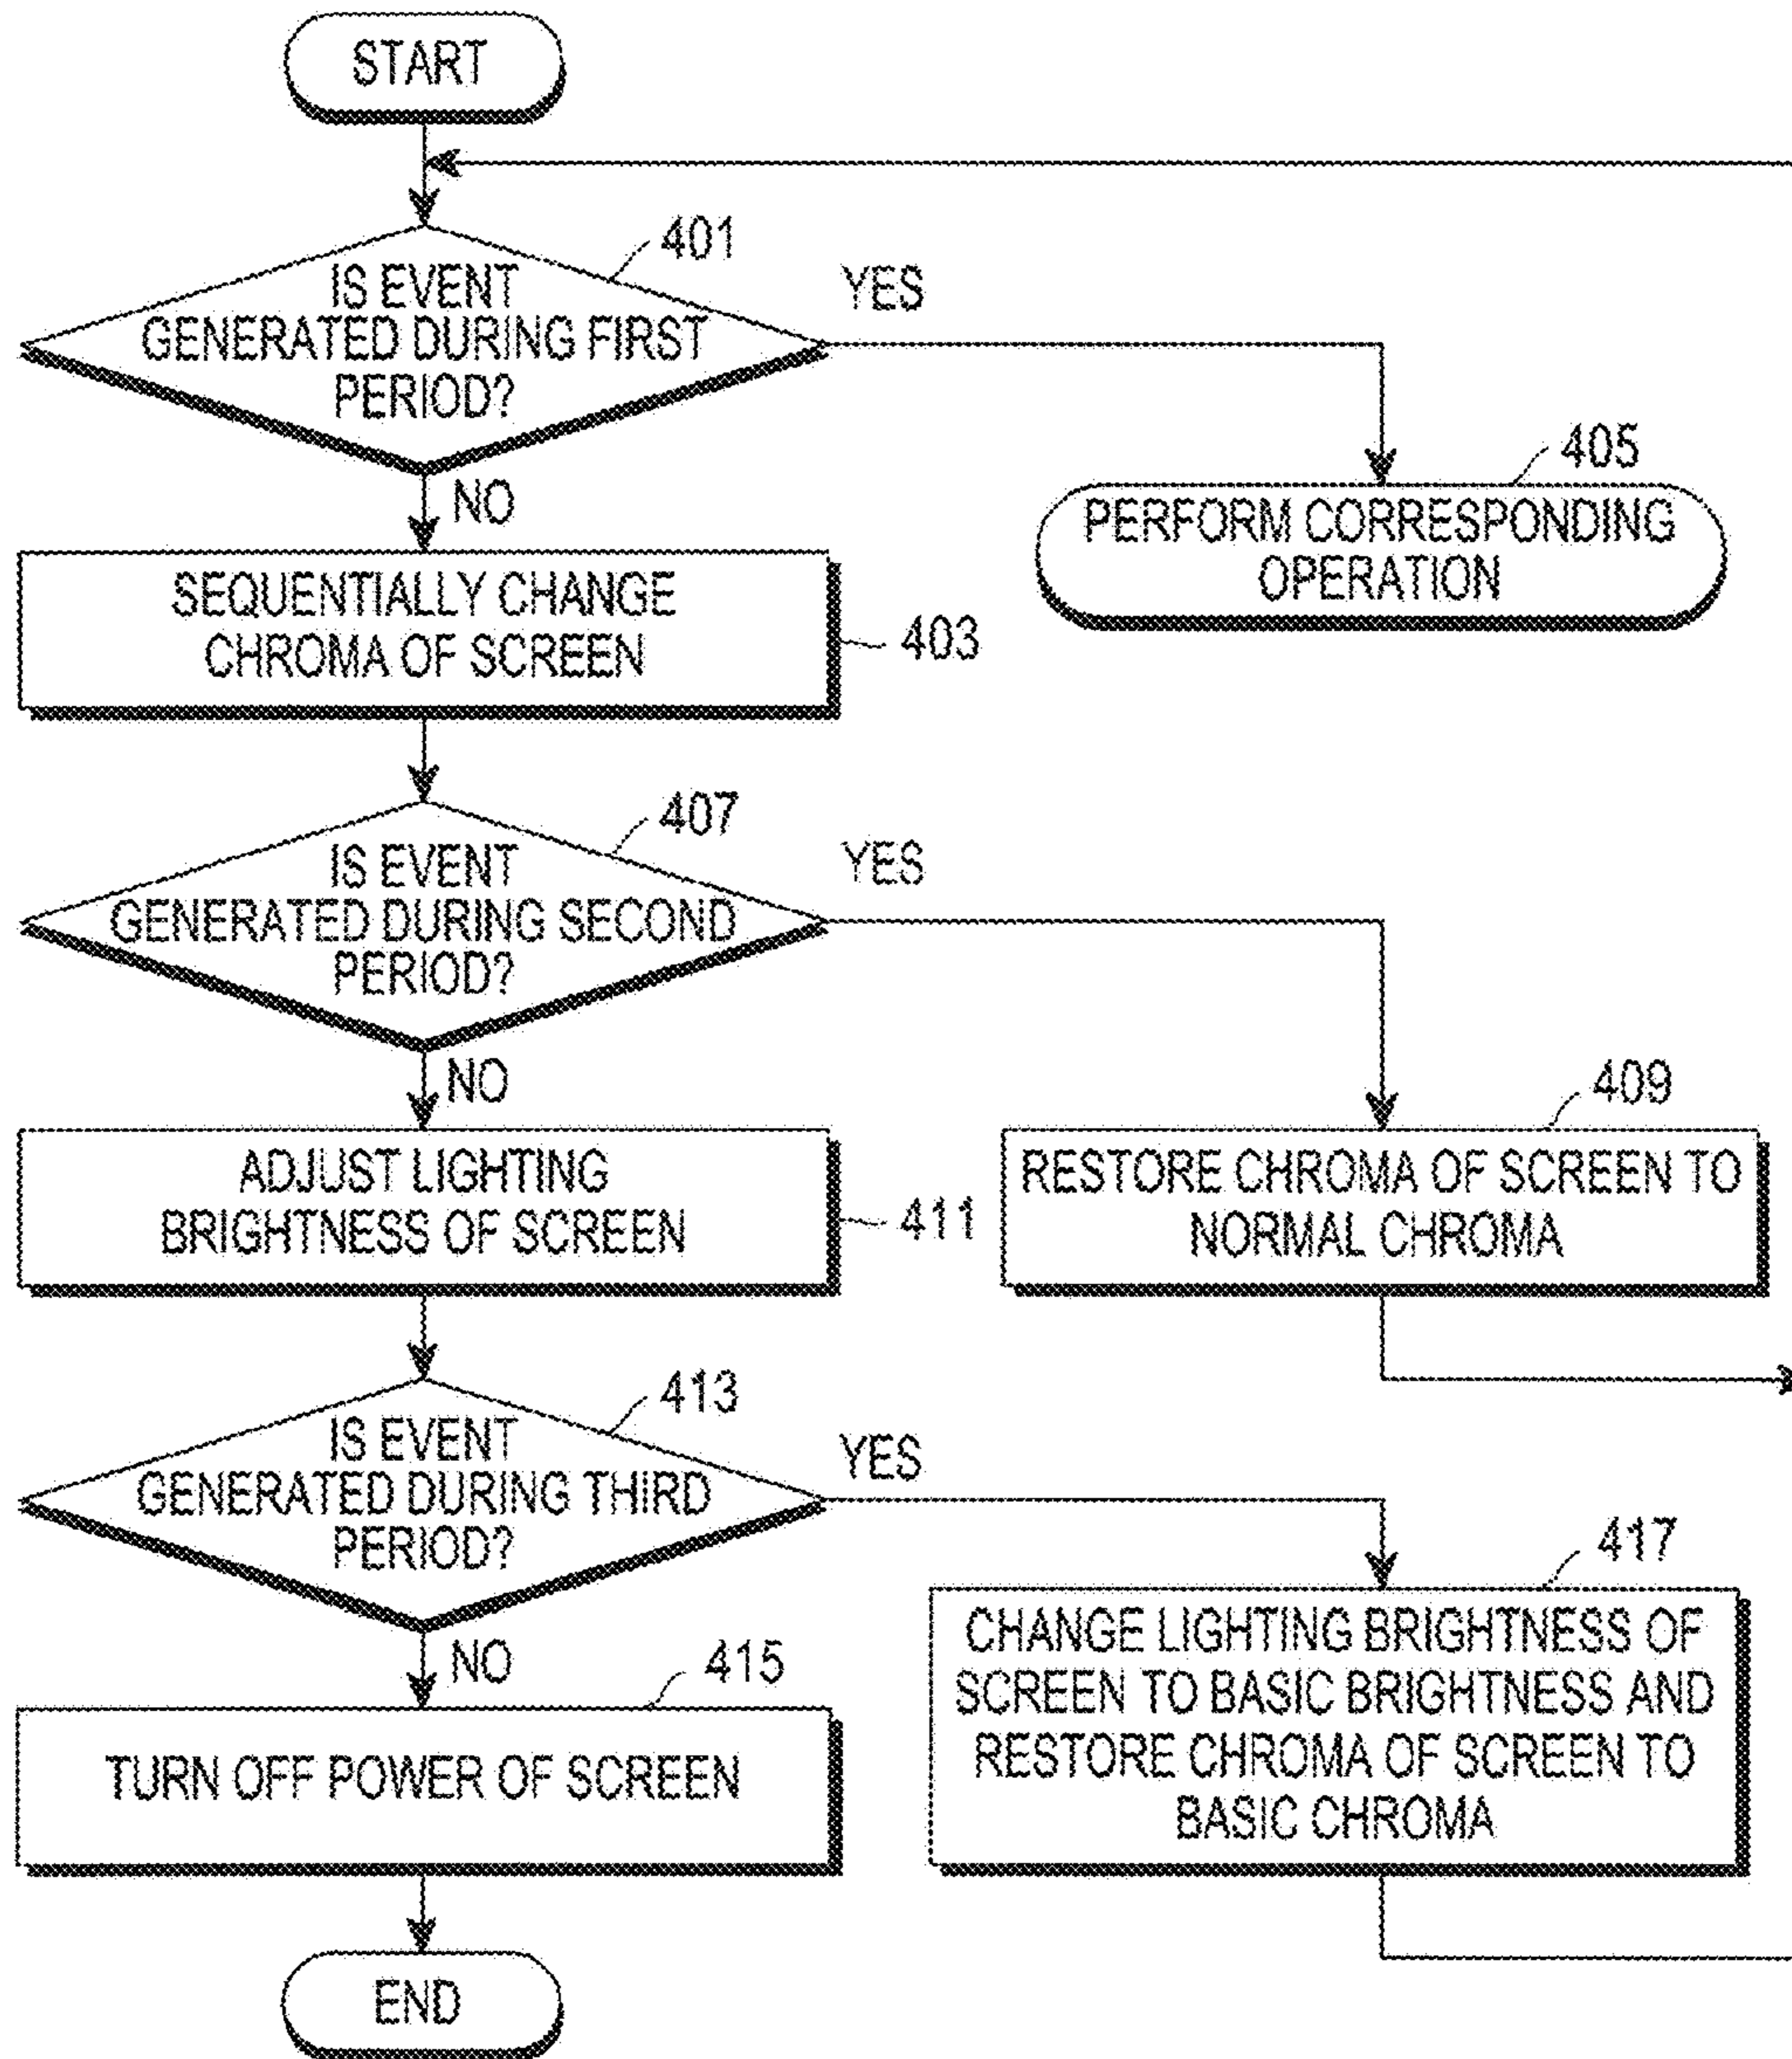 START
401
IS EVENT
GENERATED DURING FIRST
PERIOD?
YES
NO
405
PERFORM CORRESPONDING
OPERATION
SEQUENTIALLY CHANGE
CHROMA OF SCREEN
403
407
IS EVENT
GENERATED DURING SECOND
PERIOD?
YES
NO
409
RESTORE CHROMA OF SCREEN TO
NORMAL CHROMA
ADJUST LIGHTING
BRIGHTNESS OF SCREEN
411
413
IS EVENT
GENERATED DURING THIRD
PERIOD?
YES
NO
417
CHANGE LIGHTING BRIGHTNESS OF
SCREEN TO BASIC BRIGHTNESS AND
RESTORE CHROMA OF SCREEN TO
BASIC CHROMA
415
TURN OFF POWER OF SCREEN
END